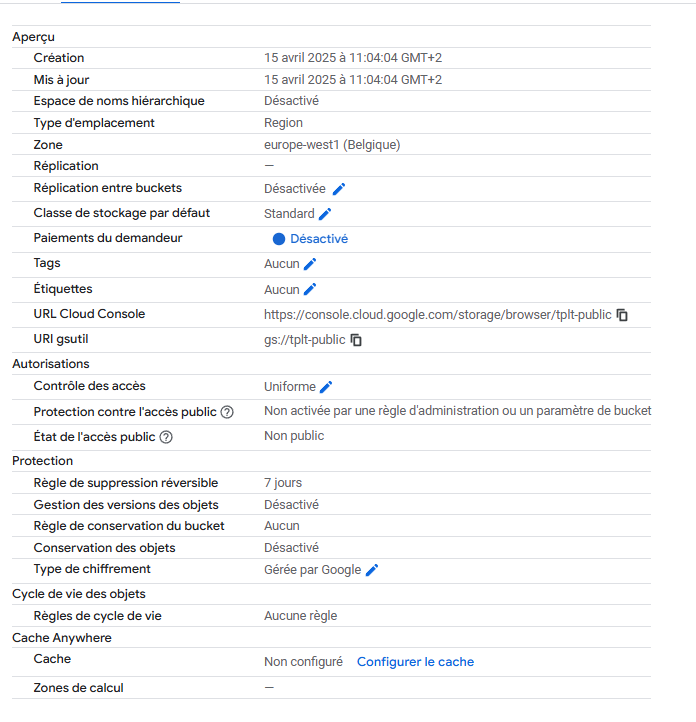 Aperçu
Création 15 avril 2025 à 11:04:04 GMT+2
Mis à jour 15 avril 2025 à 11:04:04 GMT+2
Espace de noms hiérarchique Désactivé
Type d'emplacement Region
Zone europe-west1 (Belgique)
Réplication —
Réplication entre buckets Désactivée
Classe de stockage par défaut Standard
Paiements du demandeur Désactivé
Tags Aucun
Étiquettes Aucun
URL Cloud Console https://console.cloud.google.com/storage/browser/tplt-public
URI gsutil gs://tplt-public
Autorisations
Contrôle des accès Uniforme
Protection contre l'accès public Non activée par une règle d'administration ou un paramètre de bucket
État de l'accès public Non public
Protection
Règle de suppression réversible 7 jours
Gestion des versions des objets Désactivé
Règle de conservation du bucket Aucun
Conservation des objets Désactivé
Type de chiffrement Gérée par Google
Cycle de vie des objets
Règles de cycle de vie Aucune règle
Cache Anywhere
Cache Non configuré Configurer le cache
Zones de calcul —